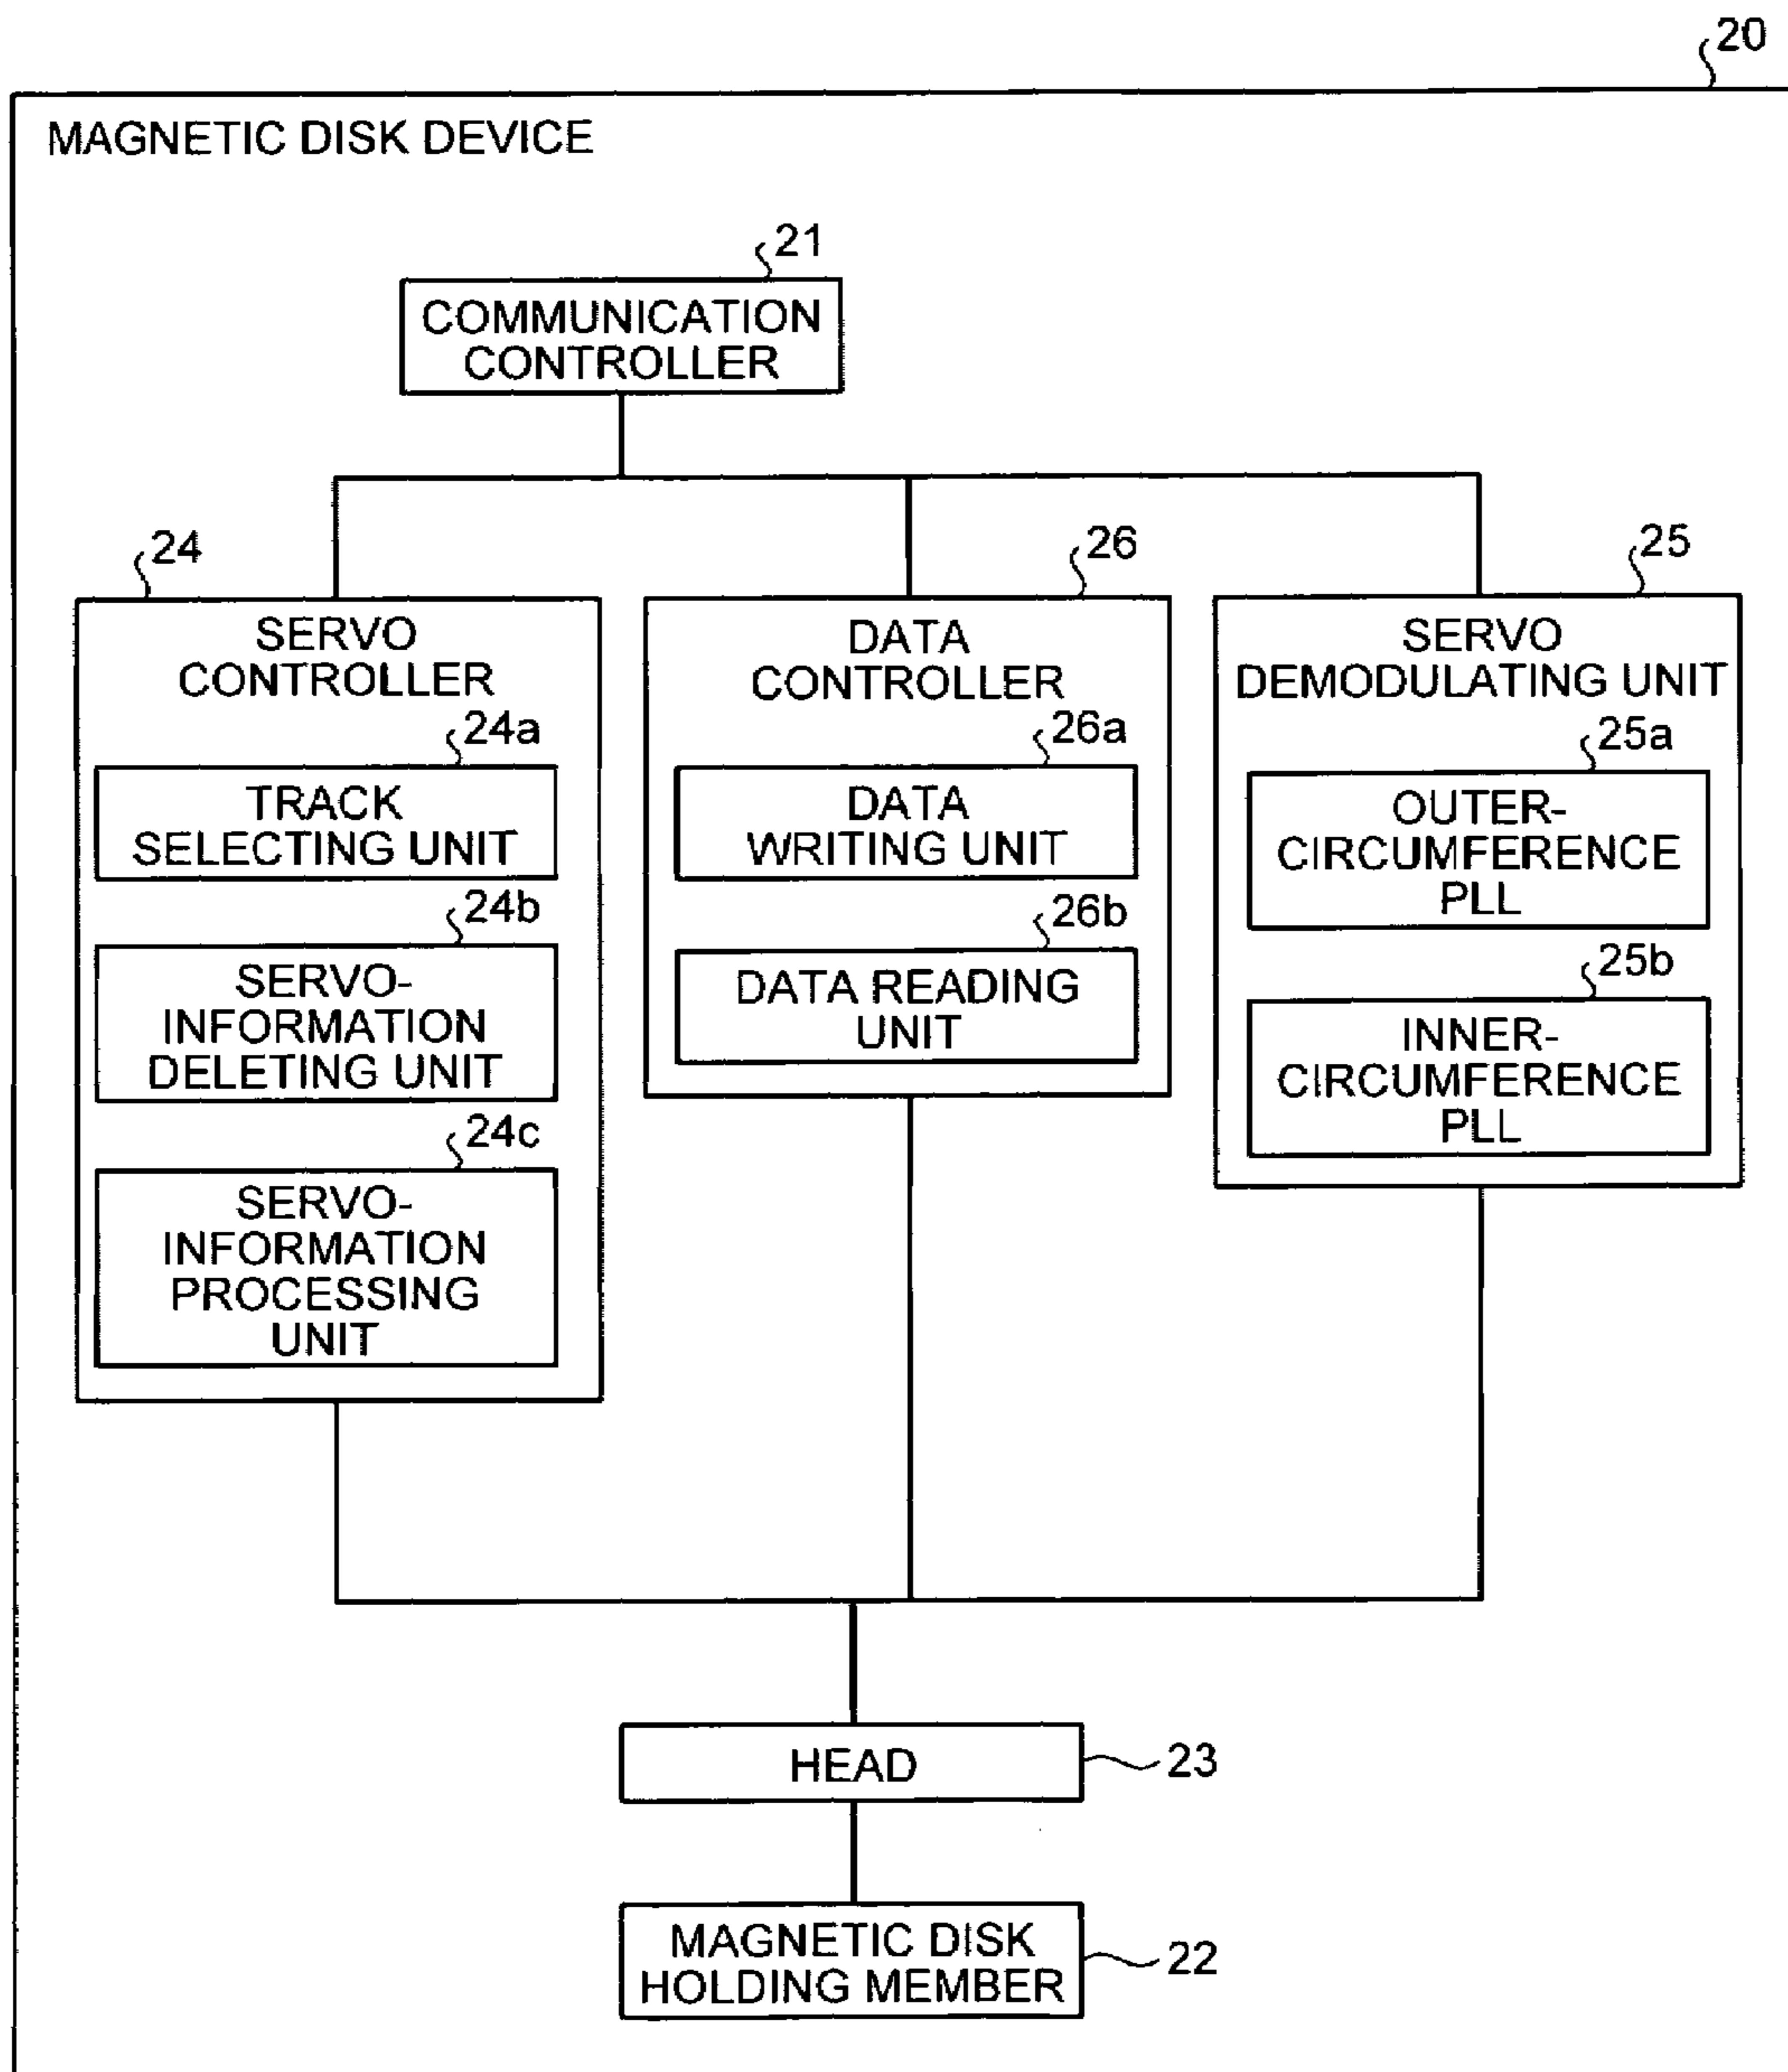 20
MAGNETIC DISK DEVICE
21
COMMUNICATION
CONTROLLER
24
SERVO
CONTROLLER
24a
TRACK
SELECTING UNIT
24b
SERVO-
INFORMATION
DELETING UNIT
24c
SERVO-
INFORMATION
PROCESSING
UNIT
26
DATA
CONTROLLER
26a
DATA
WRITING UNIT
26b
DATA READING
UNIT
25
SERVO
DEMODULATING UNIT
25a
OUTER-
CIRCUMFERENCE
PLL
25b
INNER-
CIRCUMFERENCE
PLL
HEAD
23
MAGNETIC DISK
HOLDING MEMBER
22